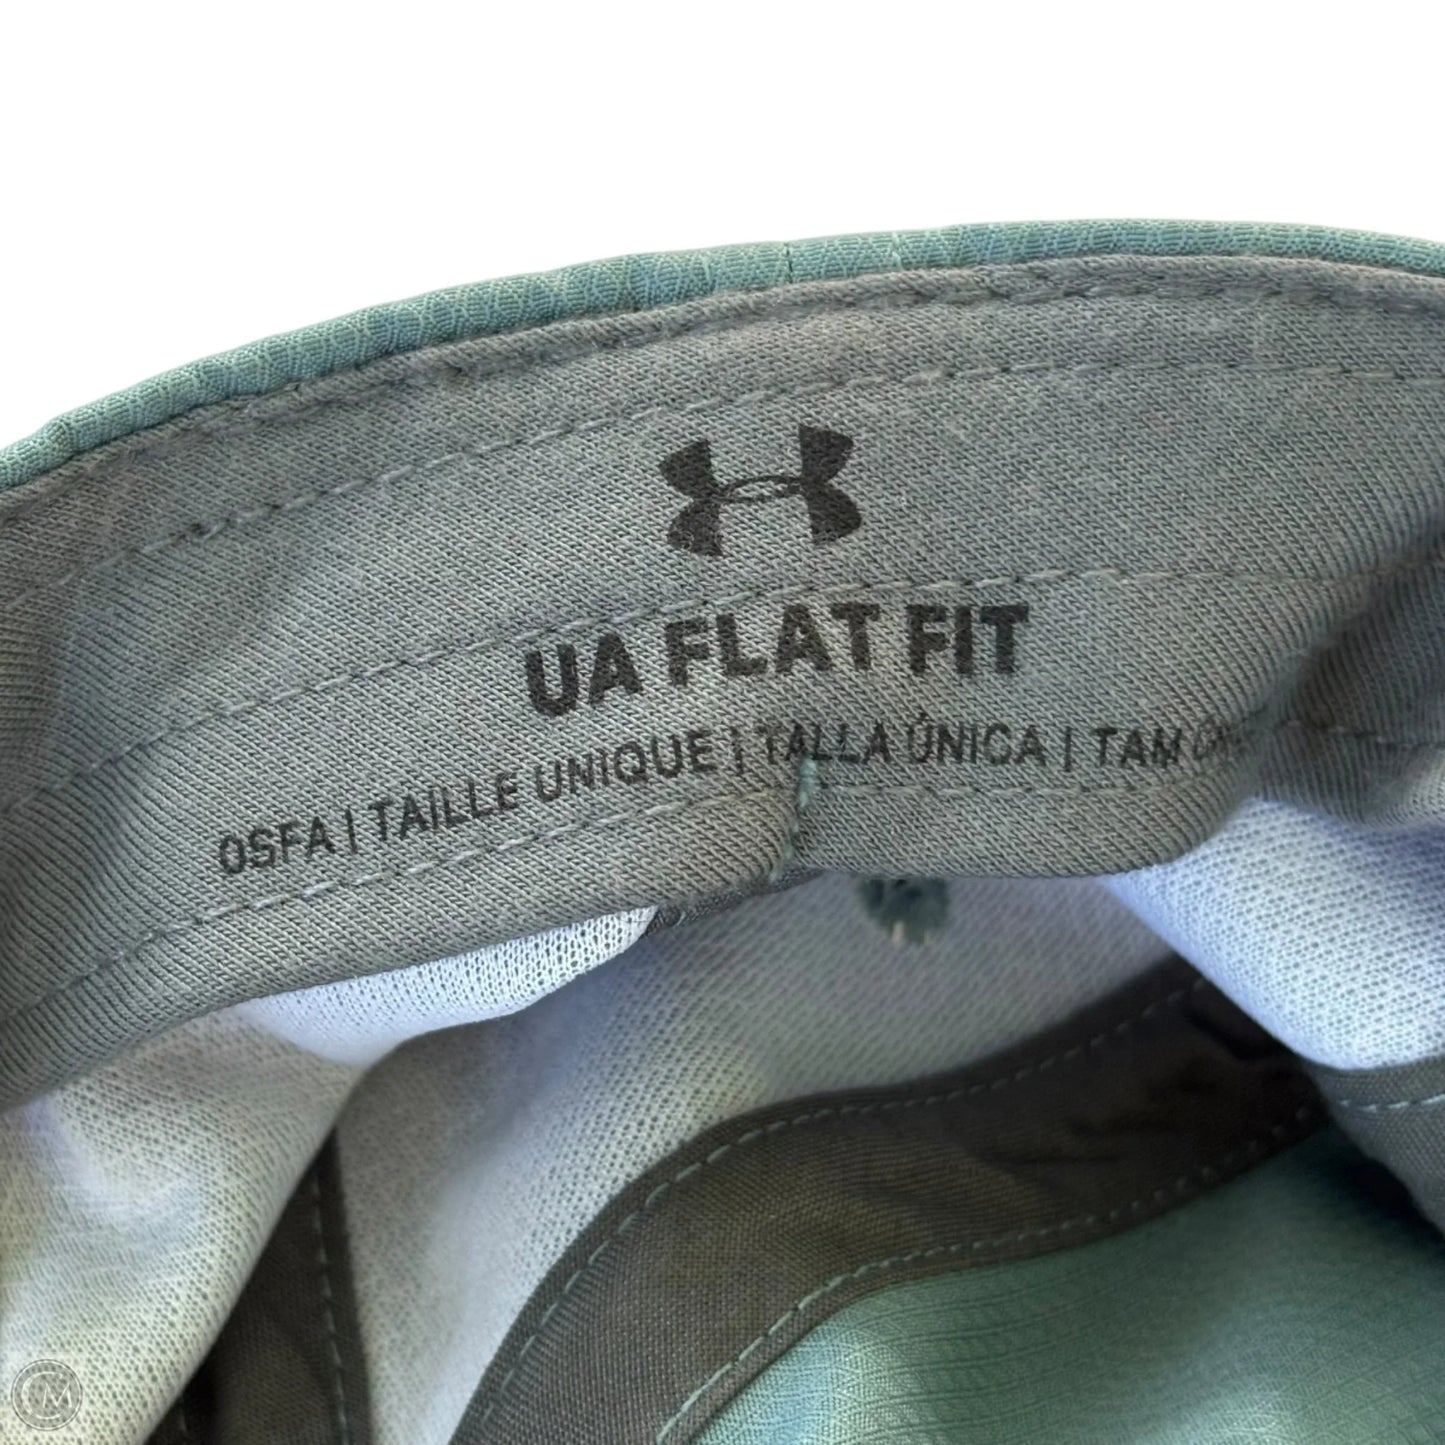 UA FLAT FIT
OSFA | TAILLE UNIQUE | TALLA ÚNICA | TAM